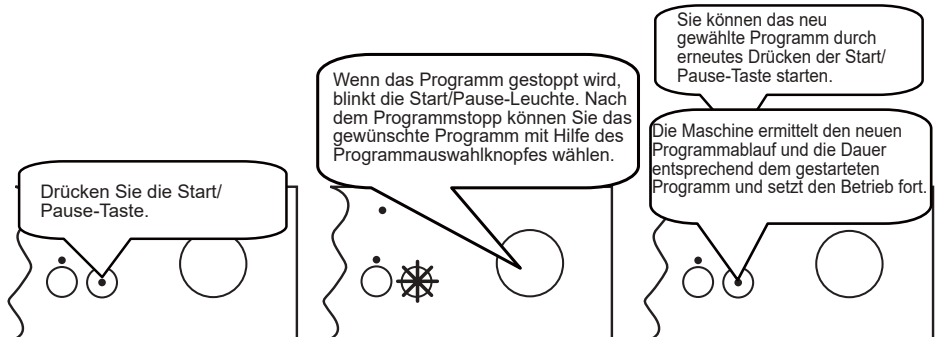 Drücken Sie die Start/
Pause-Taste.
Wenn das Programm gestoppt wird,
blinkt die Start/Pause-Leuchte. Nach
dem Programmstopp können Sie das
gewünschte Programm mit Hilfe des
Programmauswahlknopfes wählen.
Sie können das neu
gewählte Programm durch
erneutes Drücken der Start/
Pause-Taste starten.
Die Maschine ermittelt den neuen
Programmablauf und die Dauer
entsprechend dem gestarteten
Programm und setzt den Betrieb fort.